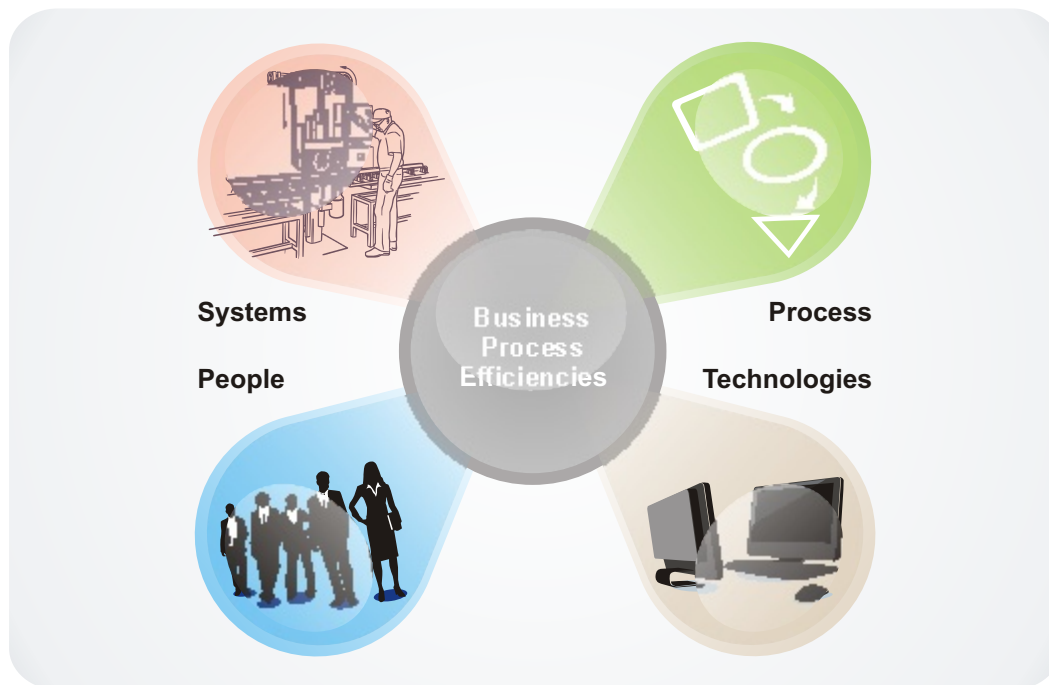 Systems
Process
Business
Process
Efficiencies
People
Technologies